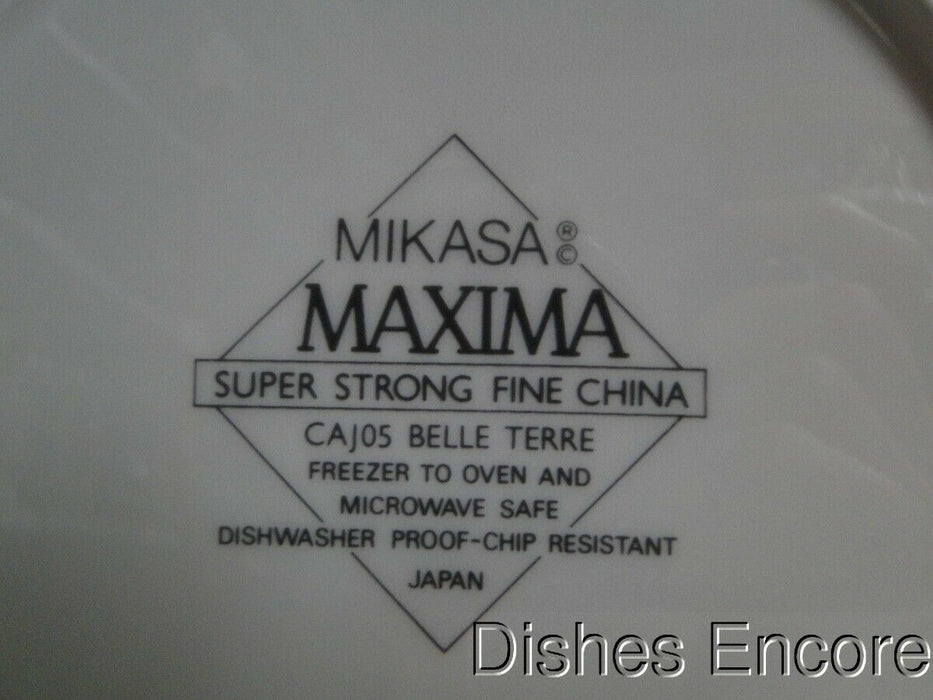 MIKASA ®
©
MAXIMA
SUPER STRONG FINE CHINA
CAJ05 BELLE TERRE
FREEZER TO OVEN AND
MICROWAVE SAFE
DISHWASHER PROOF-CHIP RESISTANT
JAPAN
Dishes Encore